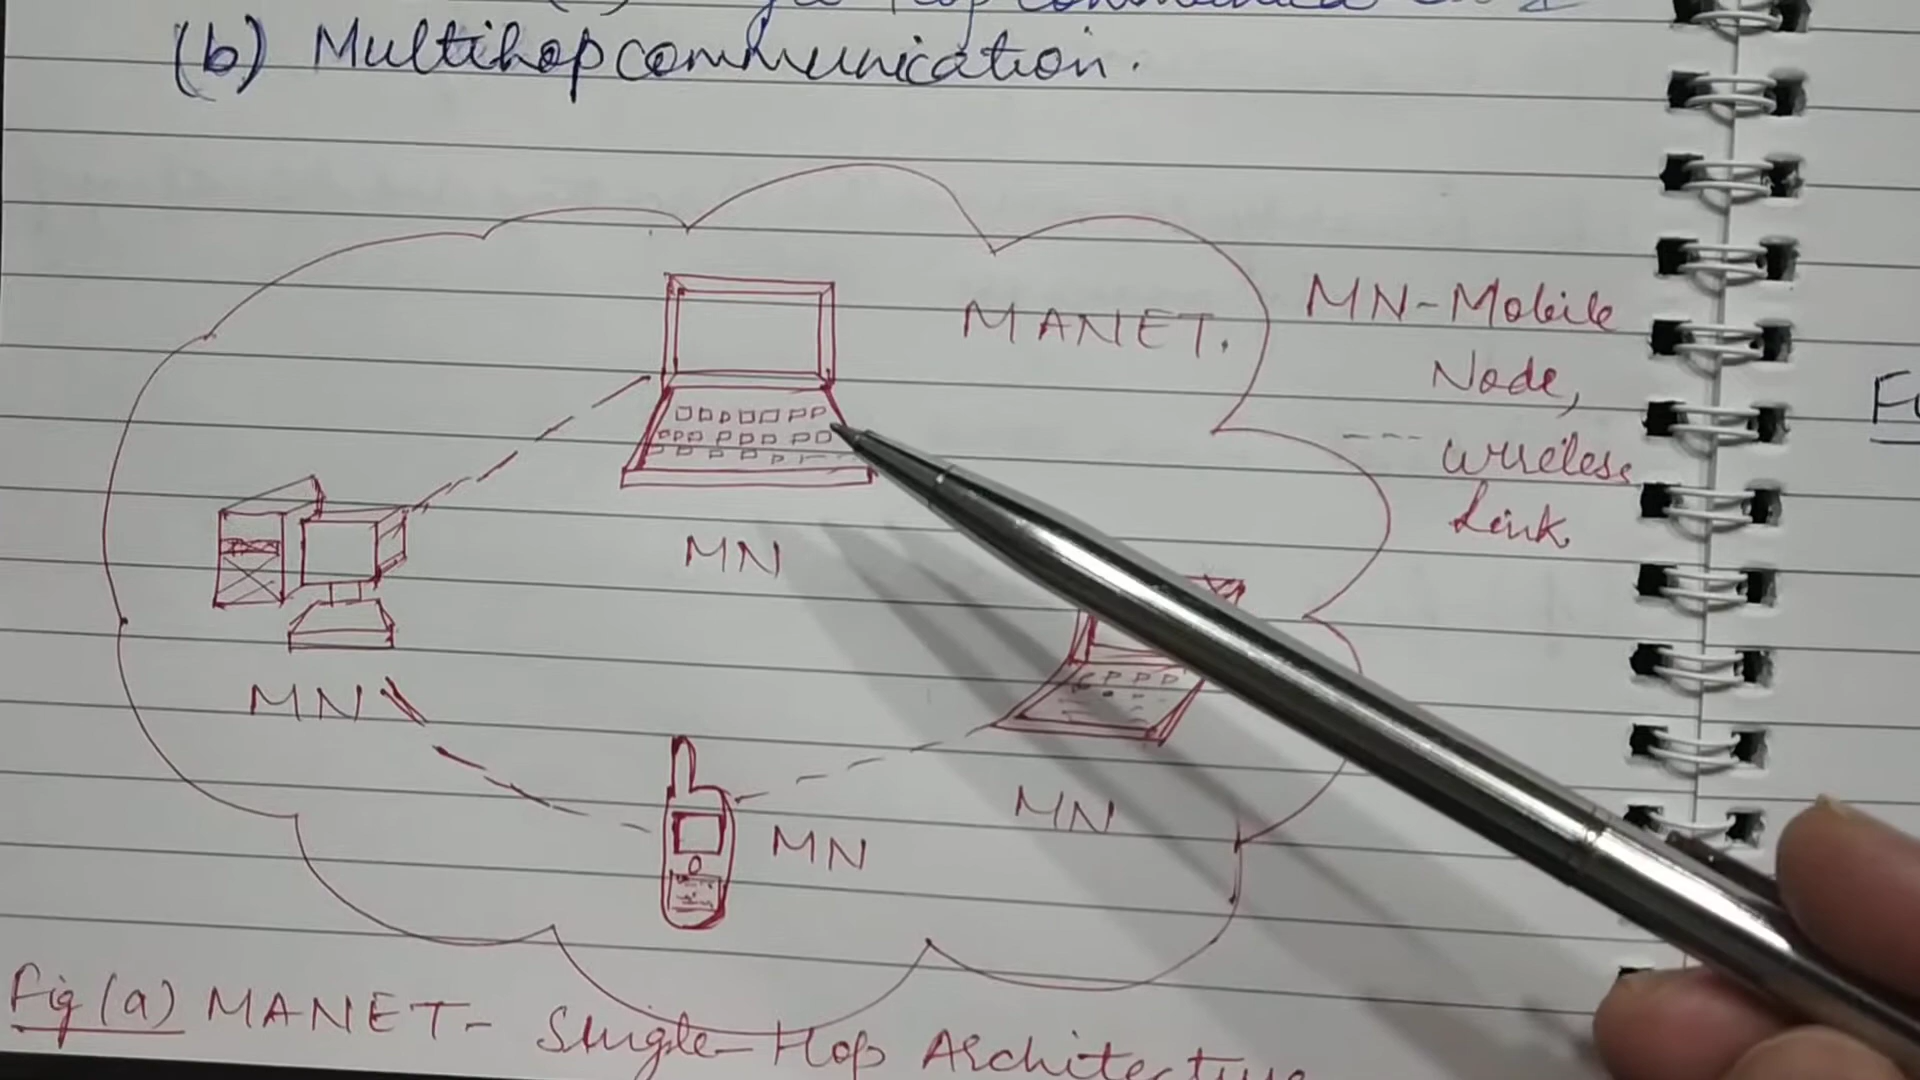 (b) Multihop communication.
MANET.
MN-Mobile
Node,
--- wireless
Link
MN
MN
MN
MN
Fig (a) MANET- Single-Hop Architecture